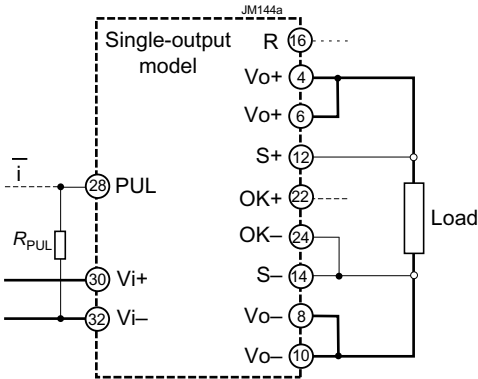 JM144a
Single-output
model
R 16
Vo+ 4
Vo+ 6
S+ 12
i
28 PUL
OK+ 22
Load
RPUL
OK– 24
30 Vi+
S– 14
32 Vi–
Vo– 8
Vo– 10